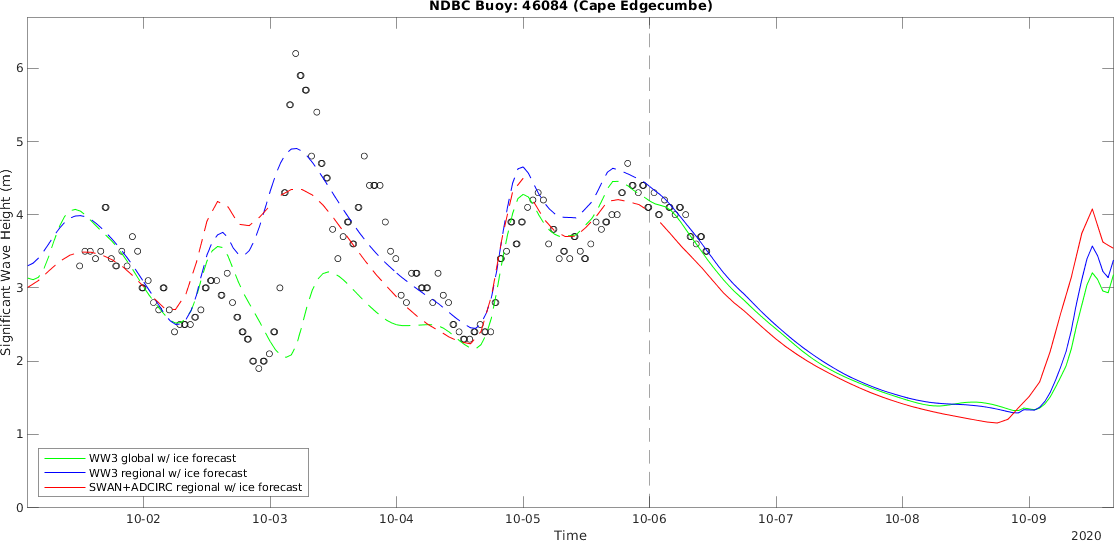 NDBC Buoy: 46084 (Cape Edgecumbe)
Significant Wave Height (m)
6
5
4
3
2
1
0
WW3 global w/ ice forecast
WW3 regional w/ ice forecast
SWAN+ADCIRC regional w/ ice forecast
10-02 10-03 10-04 10-05 10-06 10-07 10-08 10-09
Time
2020